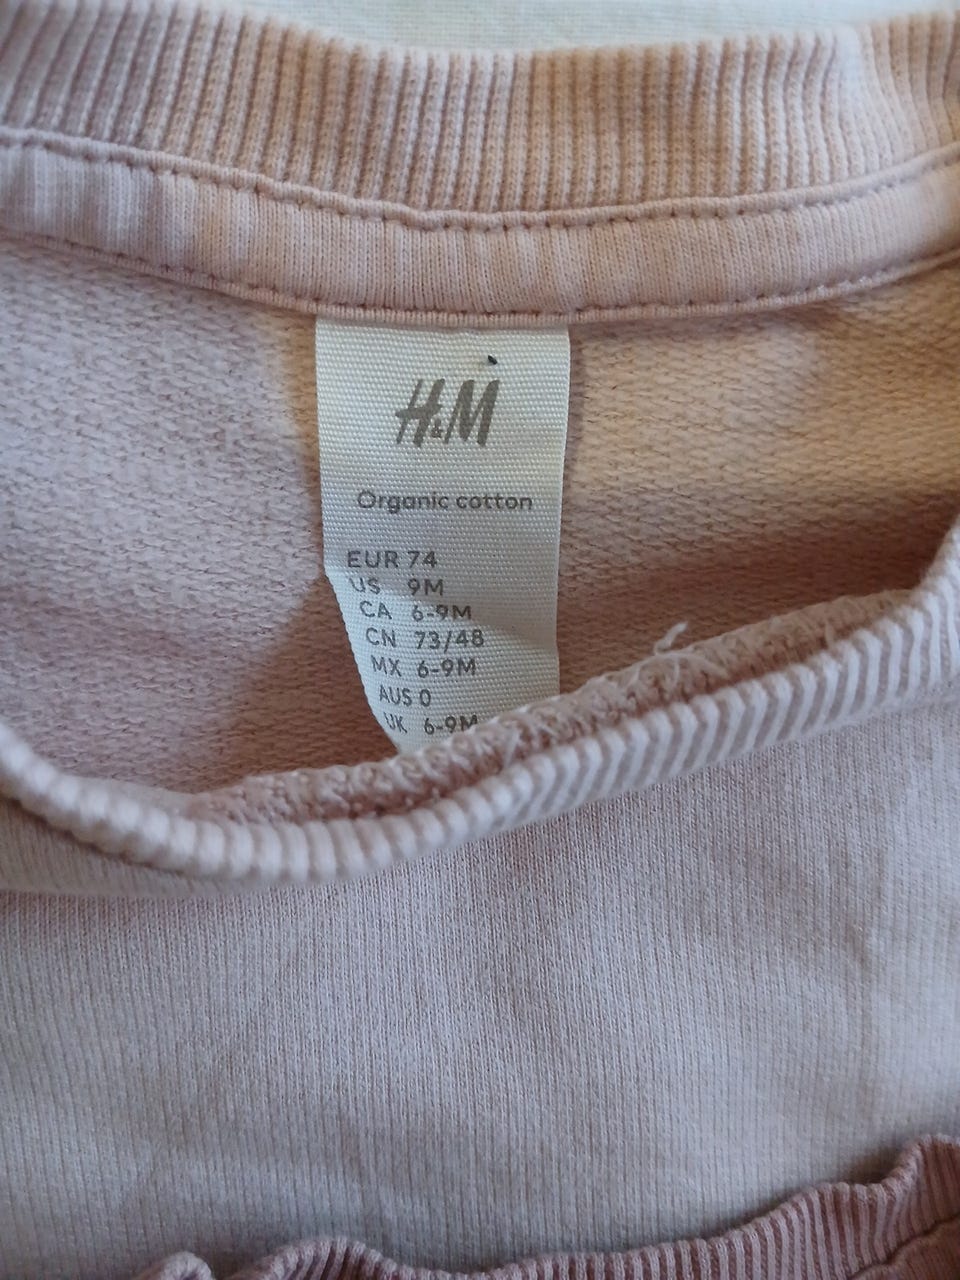 H&M
Organic cotton
EUR 74
US 9M
CA 6-9M
CN 73/48
MX 6-9M
AUS 0
UK 6-9M